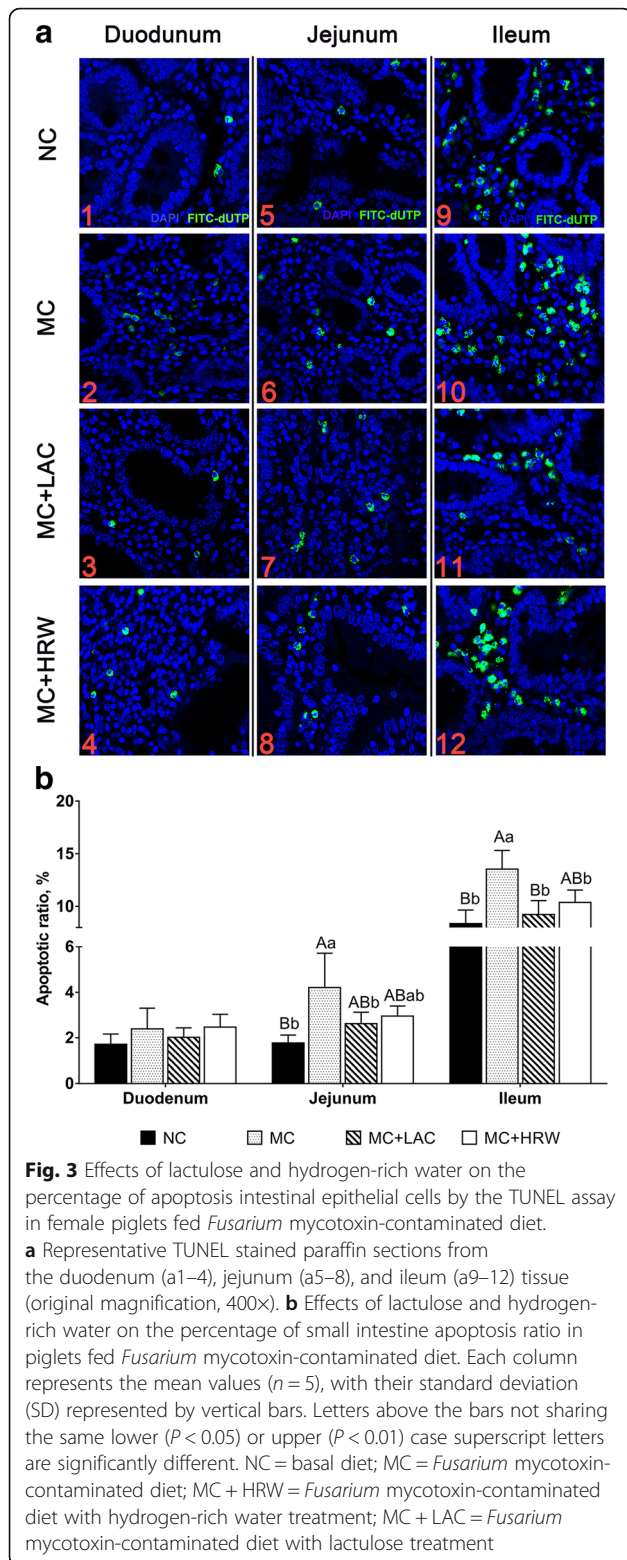 a
Duodunum Jejunum Ileum
NC
1 DAPI FITC-dUTP 5 DAPI FITC-dUTP 9 DAPI FITC-dUTP
MC
2 6 10
MC+LAC
3 7 11
MC+HRW
4 8 12
b
Apoptotic ratio, %
20
15
10
6
4
2
0
Bb Aa ABb ABab
Bb Aa Bb ABb
Duodenum Jejunum Ileum
NC MC MC+LAC MC+HRW
Fig. 3 Effects of lactulose and hydrogen-rich water on the
percentage of apoptosis intestinal epithelial cells by the TUNEL assay
in female piglets fed Fusarium mycotoxin-contaminated diet.
a Representative TUNEL stained paraffin sections from
the duodenum (a1–4), jejunum (a5–8), and ileum (a9–12) tissue
(original magnification, 400×). b Effects of lactulose and hydrogen-
rich water on the percentage of small intestine apoptosis ratio in
piglets fed Fusarium mycotoxin-contaminated diet. Each column
represents the mean values (n = 5), with their standard deviation
(SD) represented by vertical bars. Letters above the bars not sharing
the same lower (P < 0.05) or upper (P < 0.01) case superscript letters
are significantly different. NC = basal diet; MC = Fusarium mycotoxin-
contaminated diet; MC + HRW = Fusarium mycotoxin-contaminated
diet with hydrogen-rich water treatment; MC + LAC = Fusarium
mycotoxin-contaminated diet with lactulose treatment